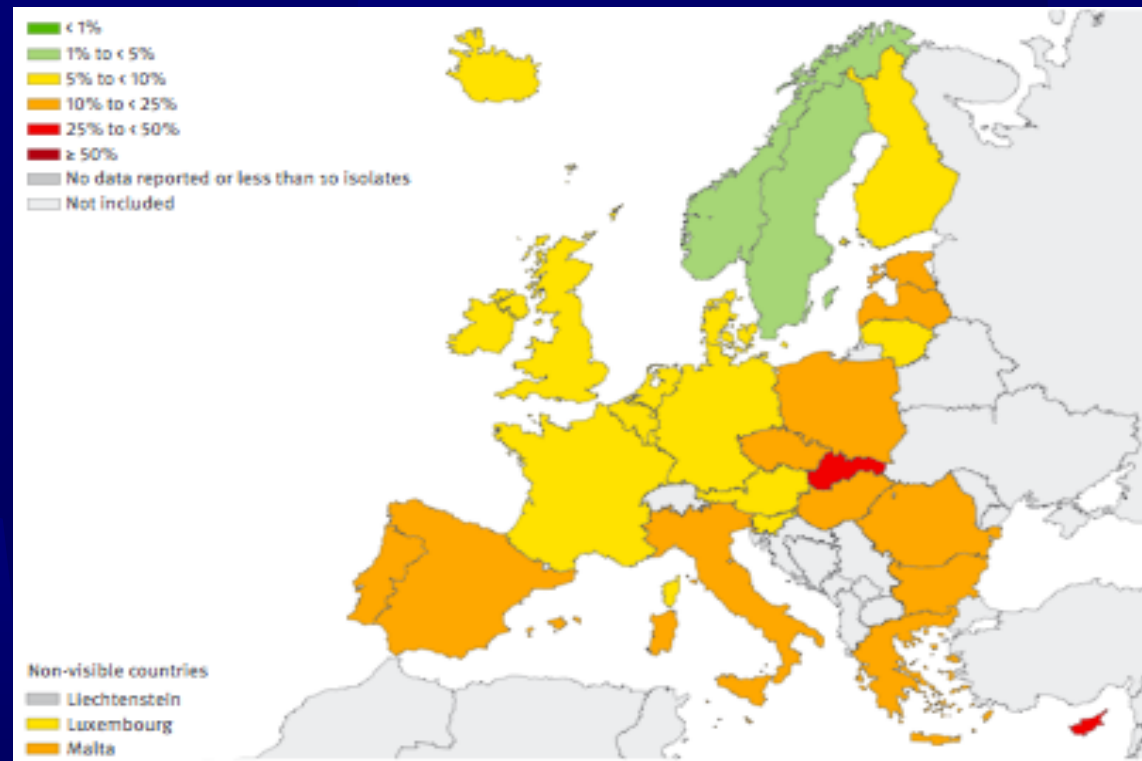 < 1%
1% to < 5%
5% to < 10%
10% to < 25%
25% to < 50%
≥ 50%
No data reported or less than 10 isolates
Not included
Non-visible countries
Liechtenstein
Luxembourg
Malta